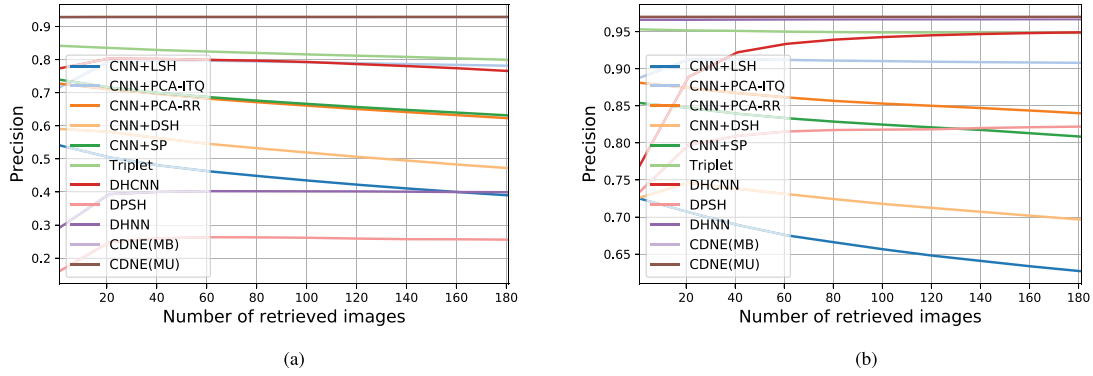 0.9
0.8
0.7
0.6
0.5
0.4
0.3
0.2
Precision
CNN+LSH
CNN+PCA-ITQ
CNN+PCA-RR
CNN+DSH
CNN+SP
Triplet
DHCNN
DPSH
DHNN
CDNE(MB)
CDNE(MU)
20 40 60 80 100 120 140 160 180
Number of retrieved images
(a)
0.95
0.90
0.85
0.80
0.75
0.70
0.65
Precision
CNN+LSH
CNN+PCA-ITQ
CNN+PCA-RR
CNN+DSH
CNN+SP
Triplet
DHCNN
DPSH
DHNN
CDNE(MB)
CDNE(MU)
20 40 60 80 100 120 140 160 180
Number of retrieved images
(b)